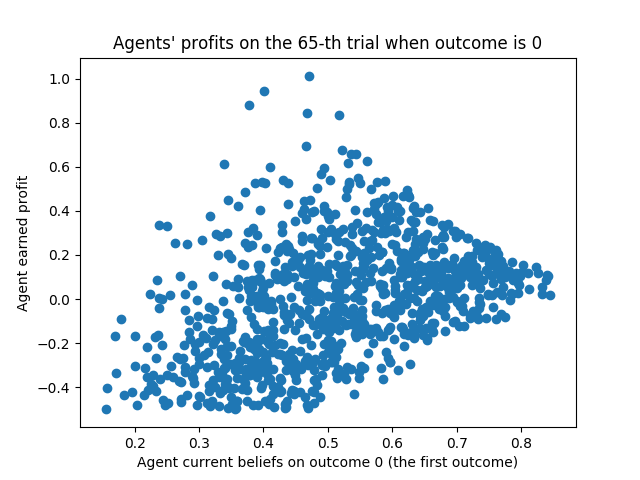 Agents' profits on the 65-th trial when outcome is 0
Agent earned profit
1.0
0.8
0.6
0.4
0.2
0.0
−0.2
−0.4
0.2 0.3 0.4 0.5 0.6 0.7 0.8
Agent current beliefs on outcome 0 (the first outcome)